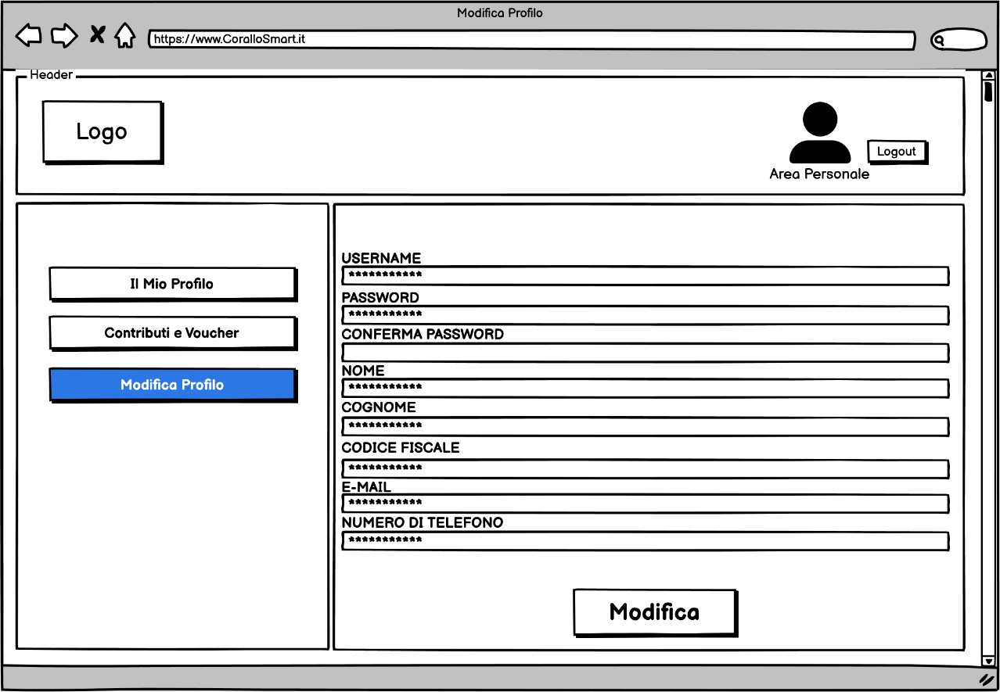 Modifica Profilo
https://www.CoralloSmart.it
Header
Logo
Logout
Area Personale
Il Mio Profilo
Contributi e Voucher
Modifica Profilo
USERNAME
***********
PASSWORD
***********
CONFERMA PASSWORD
NOME
***********
COGNOME
***********
CODICE FISCALE
***********
E-MAIL
***********
NUMERO DI TELEFONO
***********
Modifica